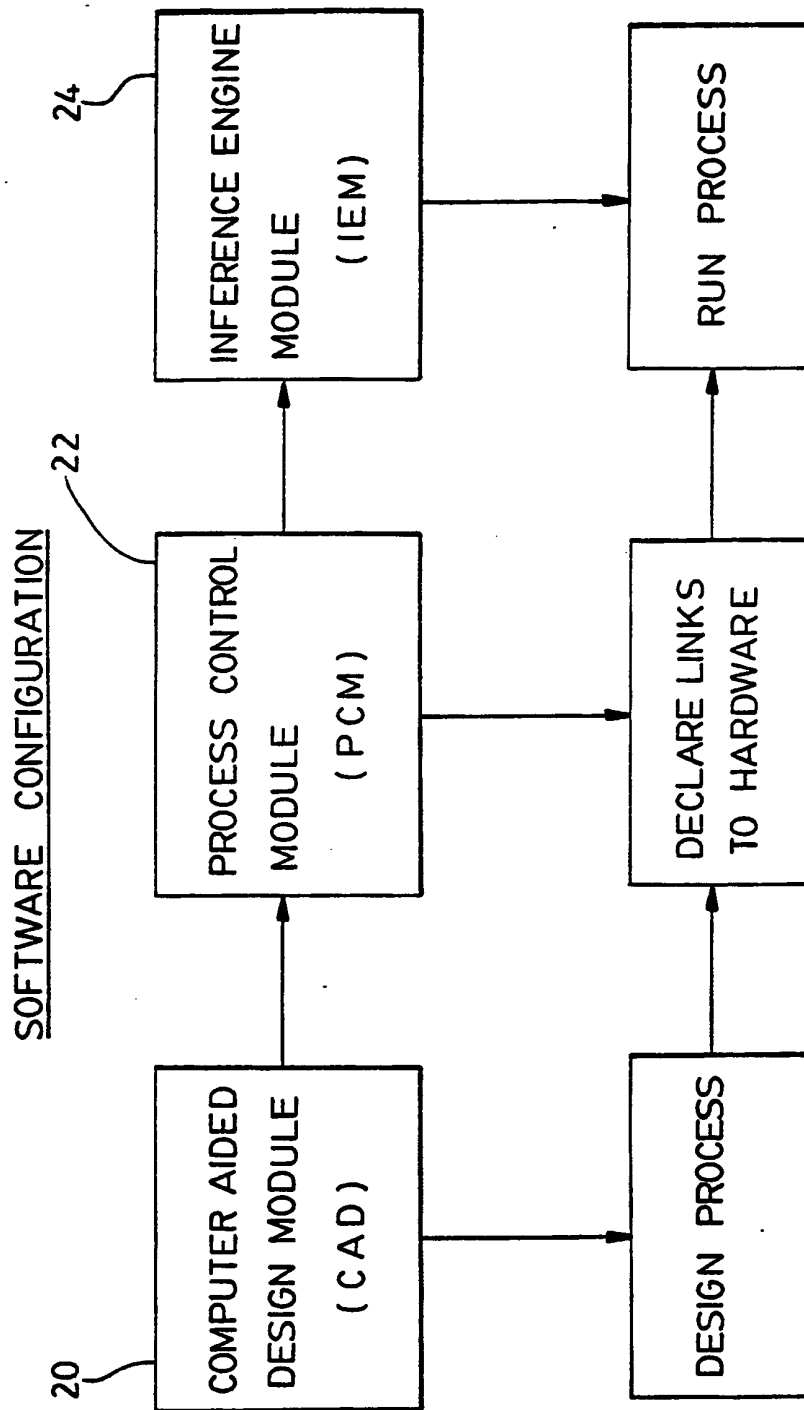 SOFTWARE CONFIGURATION
20
COMPUTER AIDED
DESIGN MODULE
(CAD)
22
PROCESS CONTROL
MODULE
(PCM)
24
INFERENCE ENGINE
MODULE
(IEM)
DESIGN PROCESS
DECLARE LINKS
TO HARDWARE
RUN PROCESS